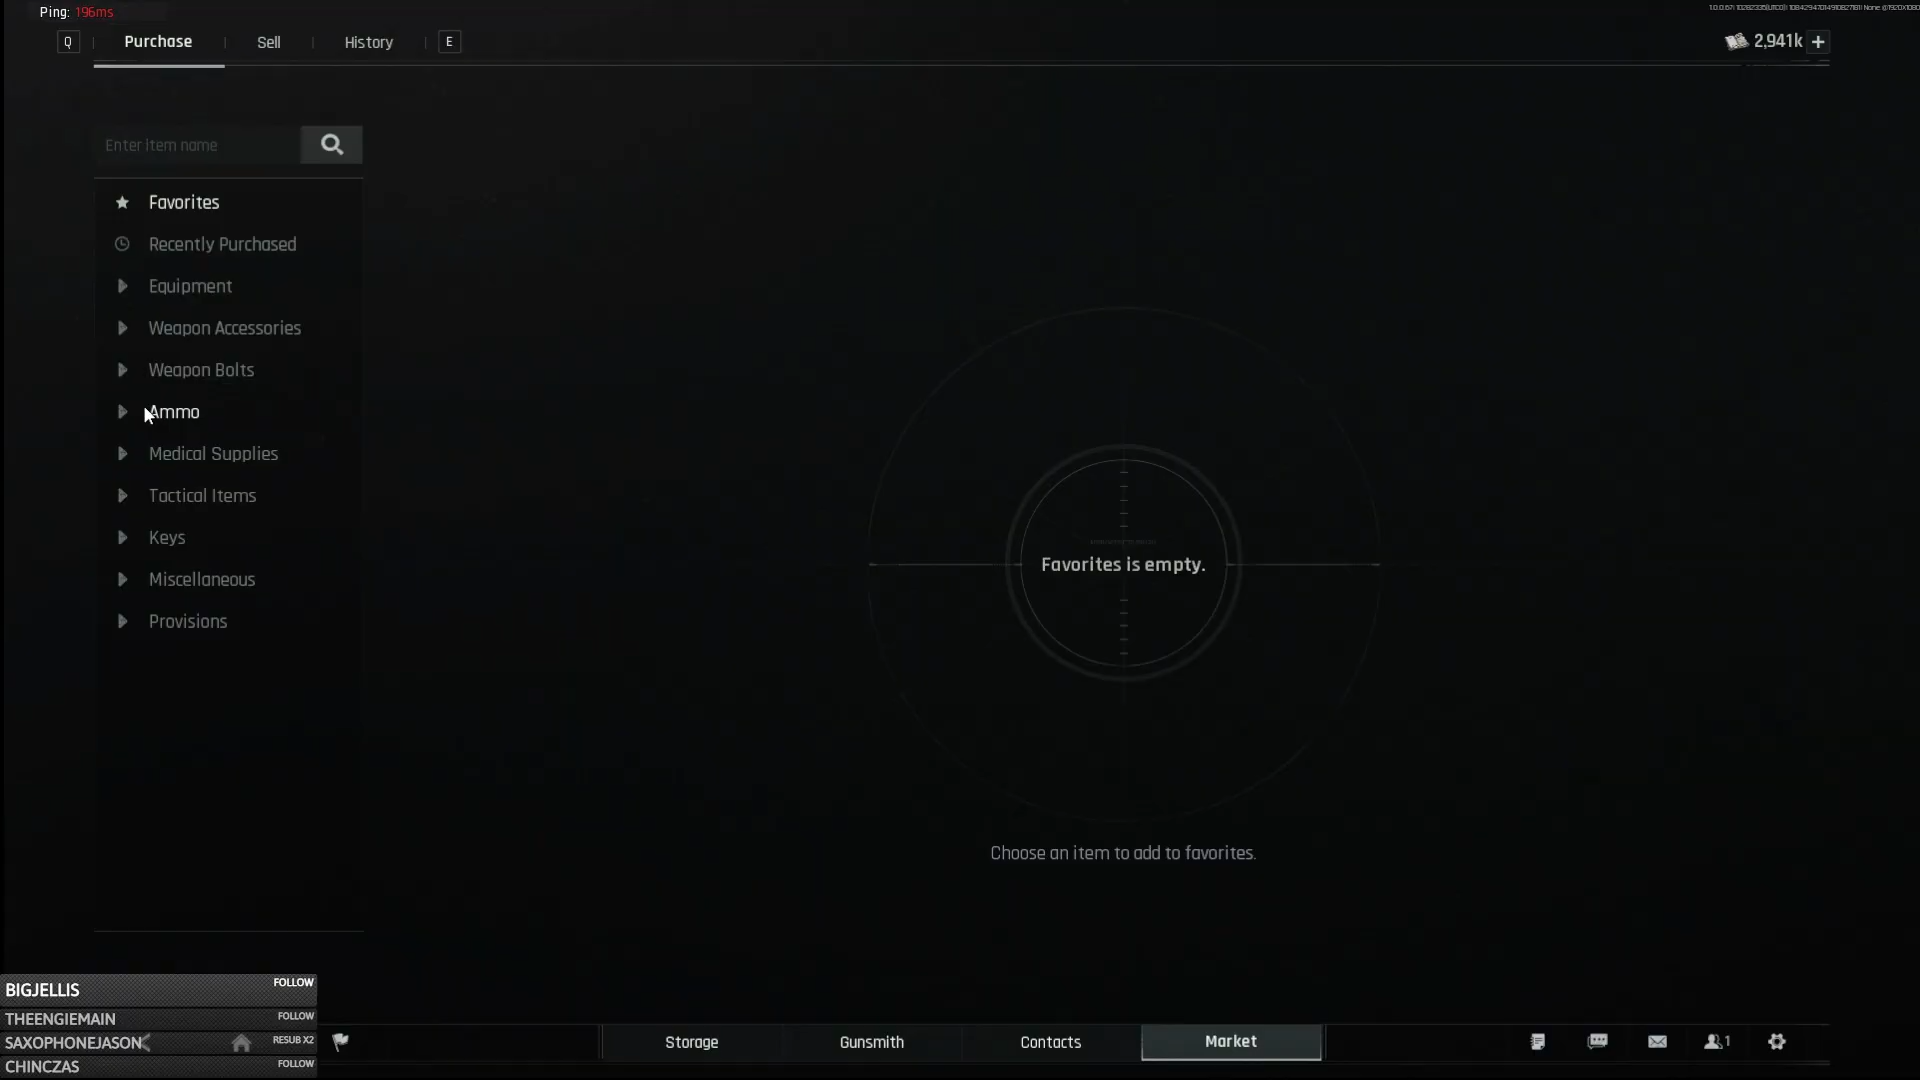 Ping: 196ms
Q Purchase Sell History E
2,941k +
Enter item name
Favorites
Recently Purchased
Equipment
Weapon Accessories
Weapon Bolts
Ammo
Medical Supplies
Tactical Items
Keys
Miscellaneous
Provisions
Favorites is empty.
Choose an item to add to favorites.
BIGJELLIS FOLLOW
THEENGIEMAIN FOLLOW
SAXOPHONEJASON RESUB X2
CHINCZAS FOLLOW
Storage Gunsmith Contacts Market
1